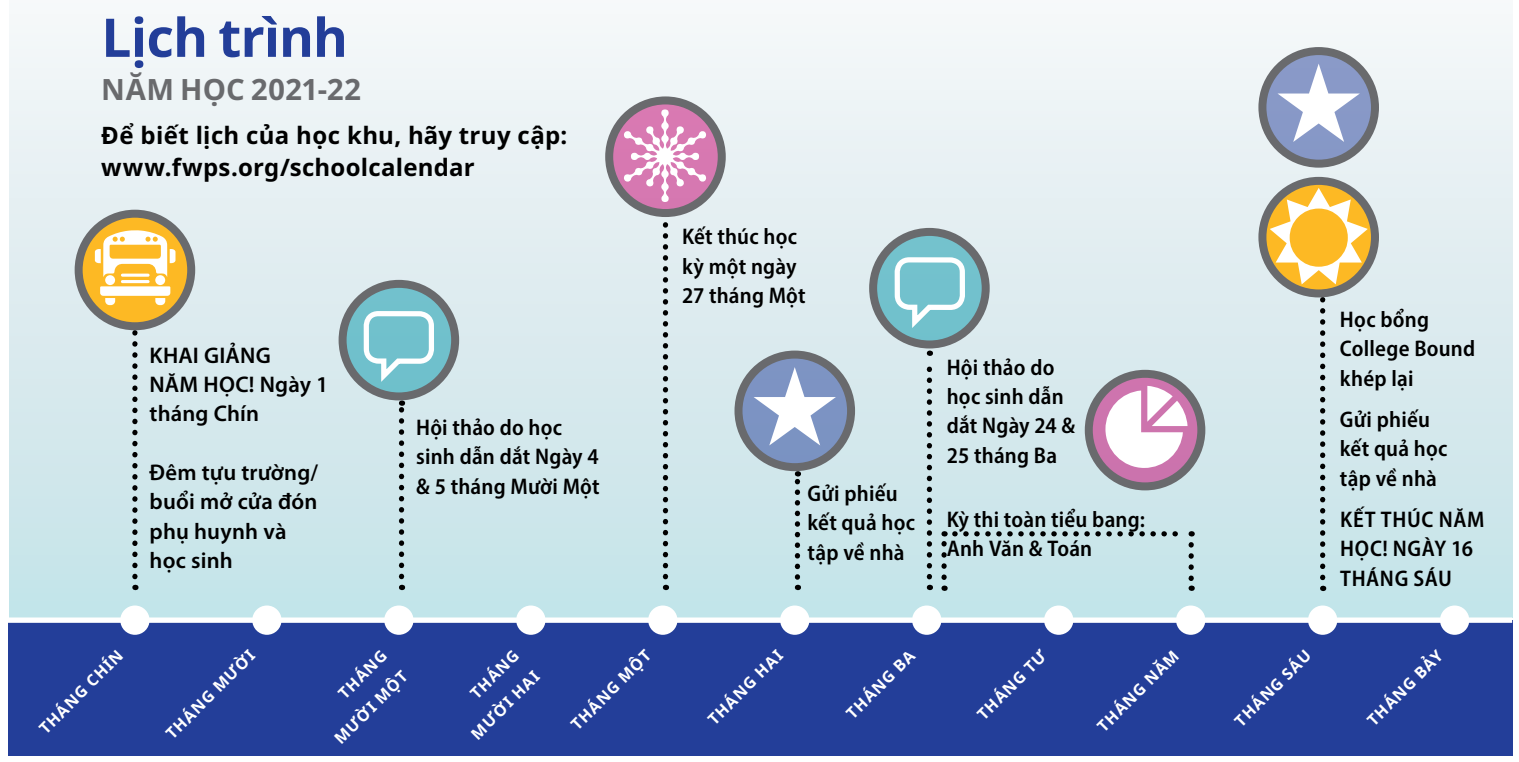 Lịch trình
NĂM HỌC 2021-22
Để biết lịch của học khu, hãy truy cập:
www.fwps.org/schoolcalendar
KHAI GIẢNG
NĂM HỌC! Ngày 1
tháng Chín
Đêm tựu trường/
buổi mở cửa đón
phụ huynh và
học sinh
Hội thảo do học
sinh dẫn dắt Ngày 4
& 5 tháng Mười Một
Kết thúc học
kỳ một ngày
27 tháng Một
Gửi phiếu
kết quả học
tập về nhà
Hội thảo do
học sinh dẫn
dắt Ngày 24 &
25 tháng Ba
Kỳ thi toàn tiểu bang:
Anh Văn & Toán
Học bổng
College Bound
khép lại
Gửi phiếu
kết quả học
tập về nhà
KẾT THÚC NĂM
HỌC! NGÀY 16
THÁNG SÁU
THÁNG CHÍN
THÁNG MƯỜI
THÁNG
MƯỜI MỘT
THÁNG
MƯỜI HAI
THÁNG MỘT
THÁNG HAI
THÁNG BA
THÁNG TƯ
THÁNG NĂM
THÁNG SÁU
THÁNG BẢY